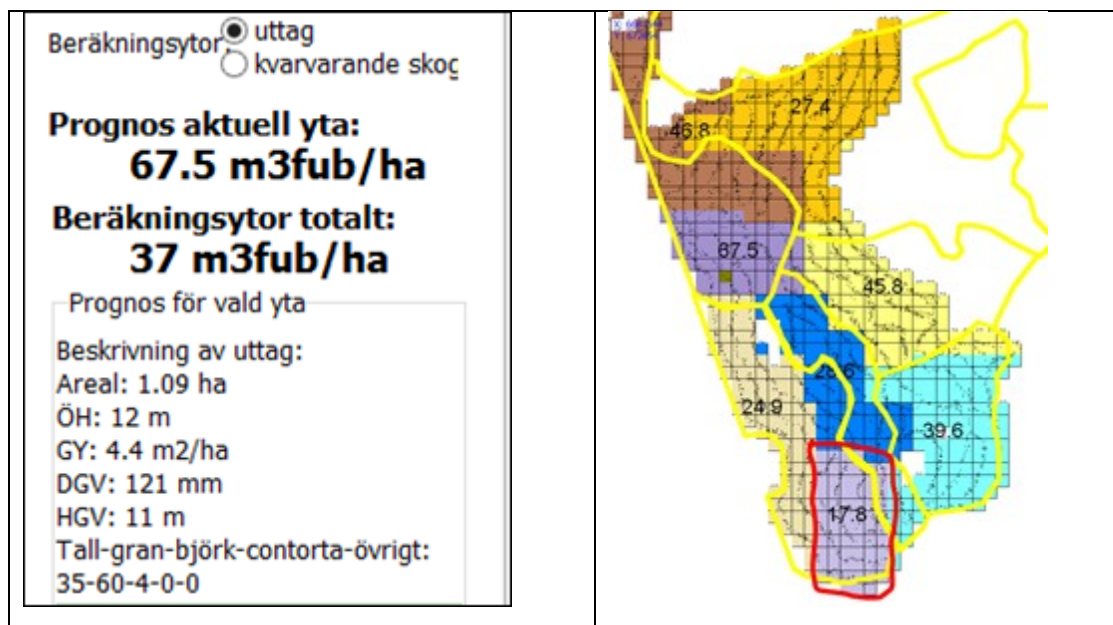 Beräkningsytor
uttag
kvarvarande skog
Prognos aktuell yta:
67.5 m3fub/ha
Beräkningsytor totalt:
37 m3fub/ha
Prognos för vald yta
Beskrivning av uttag:
Areal: 1.09 ha
ÖH: 12 m
GY: 4.4 m2/ha
DGV: 121 mm
HGV: 11 m
Tall-gran-björk-contorta-övrigt:
35-60-4-0-0
27.4
46.8
67.5
45.8
24.9
39.6
17.8